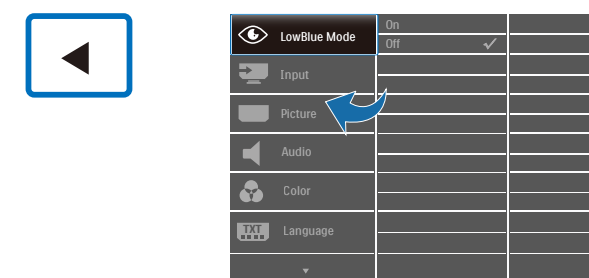 LowBlue Mode
On
Off
Input
Picture
Audio
Color
TXT
Language